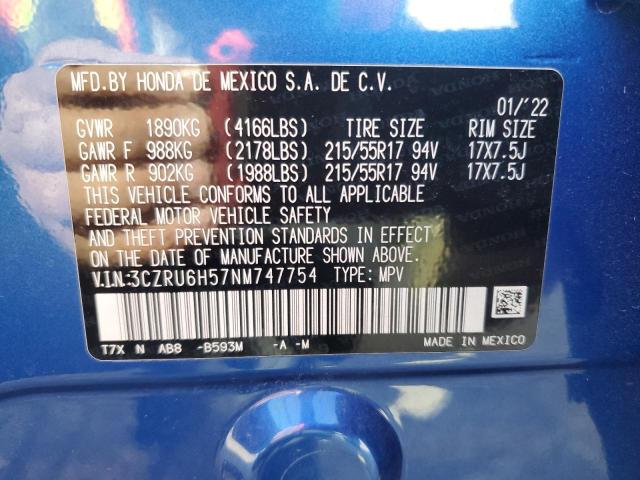 MFD.BY HONDA DE MEXICO S.A. DE C.V.
01/'22
GVWR 1890KG (4166LBS) TIRE SIZE RIM SIZE
GAWR F 988KG (2178LBS) 215/55R17 94V 17X7.5J
GAWR R 902KG (1988LBS) 215/55R17 94V 17X7.5J
THIS VEHICLE CONFORMS TO ALL APPLICABLE
FEDERAL MOTOR VEHICLE SAFETY
AND THEFT PREVENTION STANDARDS IN EFFECT
ON THE DATE OF MANUFACTURE SHOWN ABOVE.
V.I.N:3CZRU6H57NM747754 TYPE: MPV
T7X N AB8 -B593M -A -M
MADE IN MEXICO